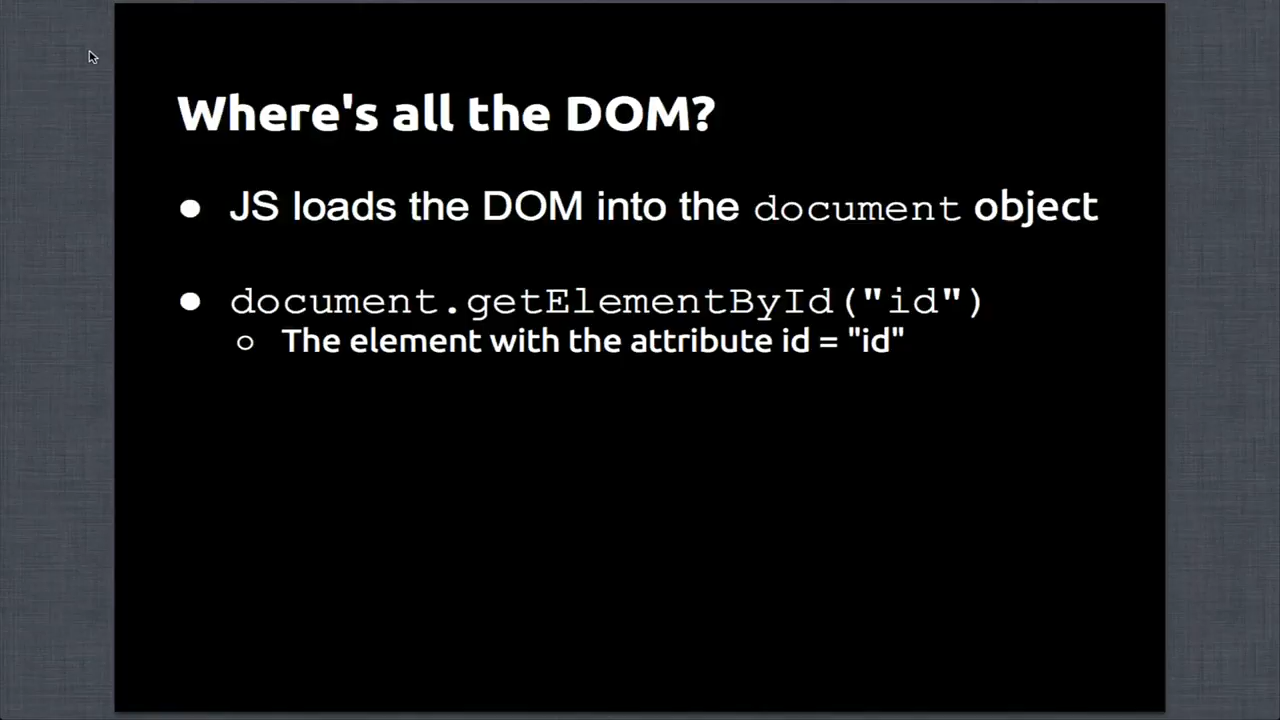 Where's all the DOM?
● JS loads the DOM into the document object
● document.getElementById("id")
○ The element with the attribute id = "id"